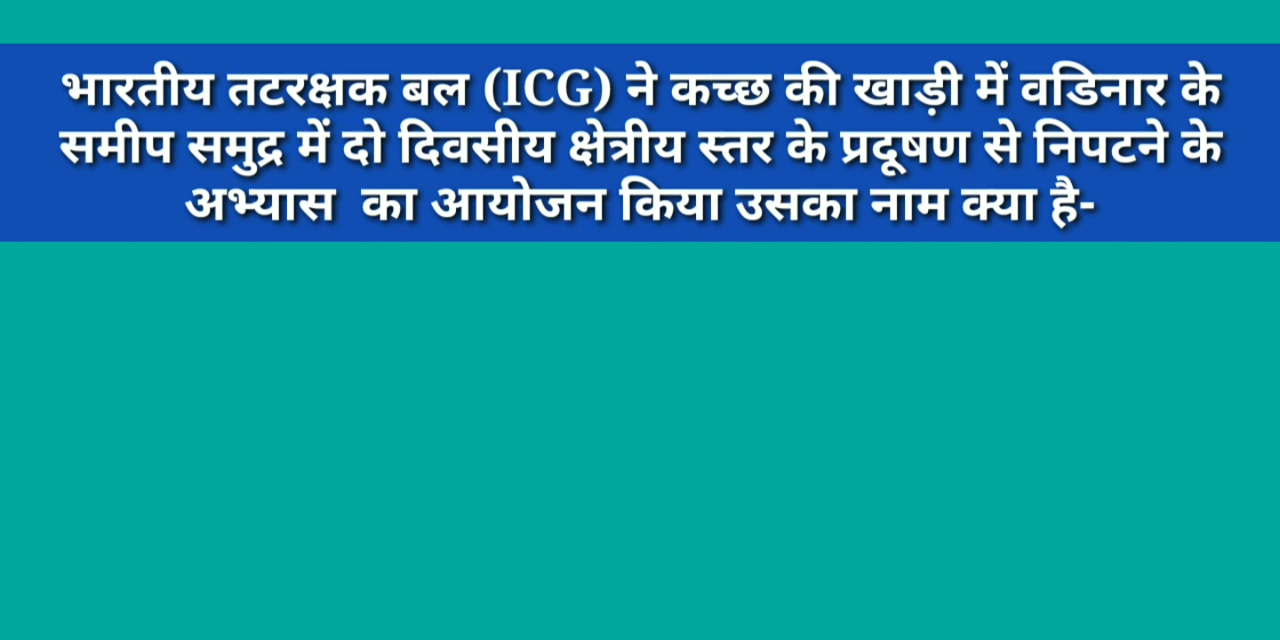 भारतीय तटरक्षक बल (ICG) ने कच्छ की खाड़ी में वडिनार के
समीप समुद्र में दो दिवसीय क्षेत्रीय स्तर के प्रदूषण से निपटने के
अभ्यास का आयोजन किया उसका नाम क्या है-